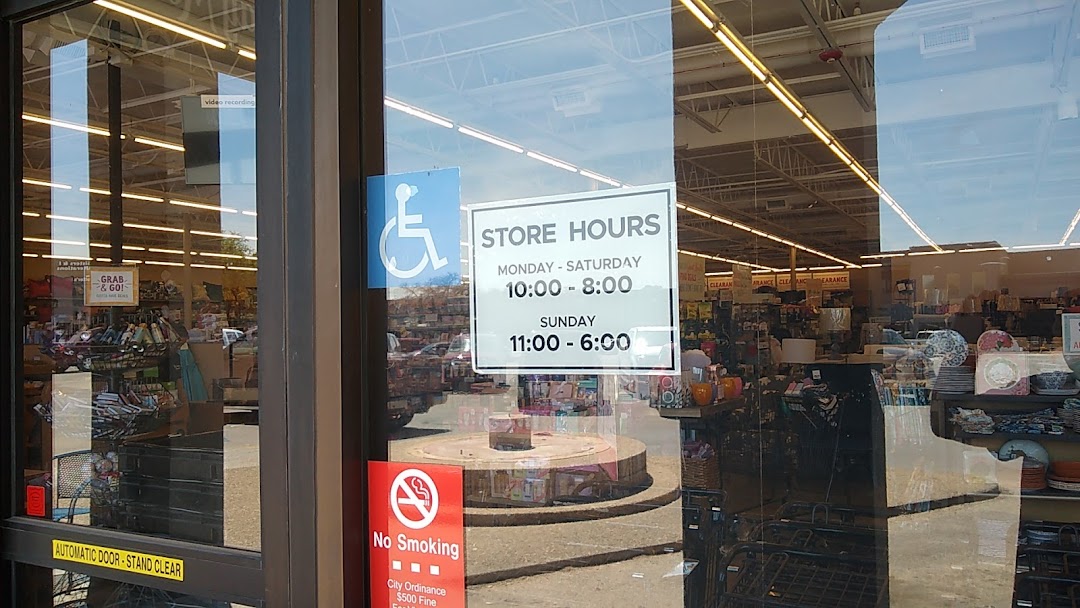 video recording
GRAB
& GO!
STORE HOURS
MONDAY - SATURDAY
10:00 - 8:00
SUNDAY
11:00 - 6:00
CLEARANCE
CLEARANCE
No Smoking
City Ordinance
$500 Fine
AUTOMATIC DOOR - STAND CLEAR